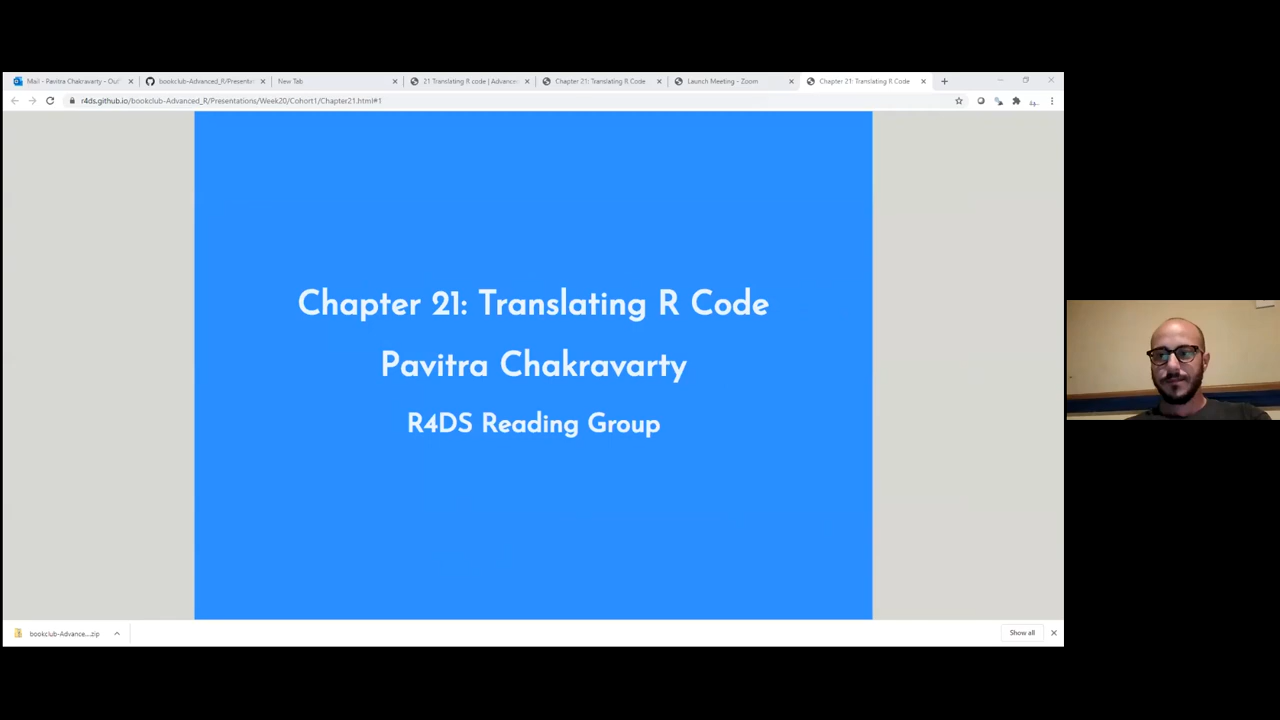 Mail - Pavitra Chakravarty - Out
bookclub-Advanced_R/Presenta
New Tab
21 Translating R code | Advance
Chapter 21: Translating R Code
Launch Meeting - Zoom
Chapter 21: Translating R Code
r4ds.github.io/bookclub-Advanced_R/Presentations/Week20/Cohort1/Chapter21.html#1
Chapter 21: Translating R Code
Pavitra Chakravarty
R4DS Reading Group
bookclub-Advance....zip
Show all